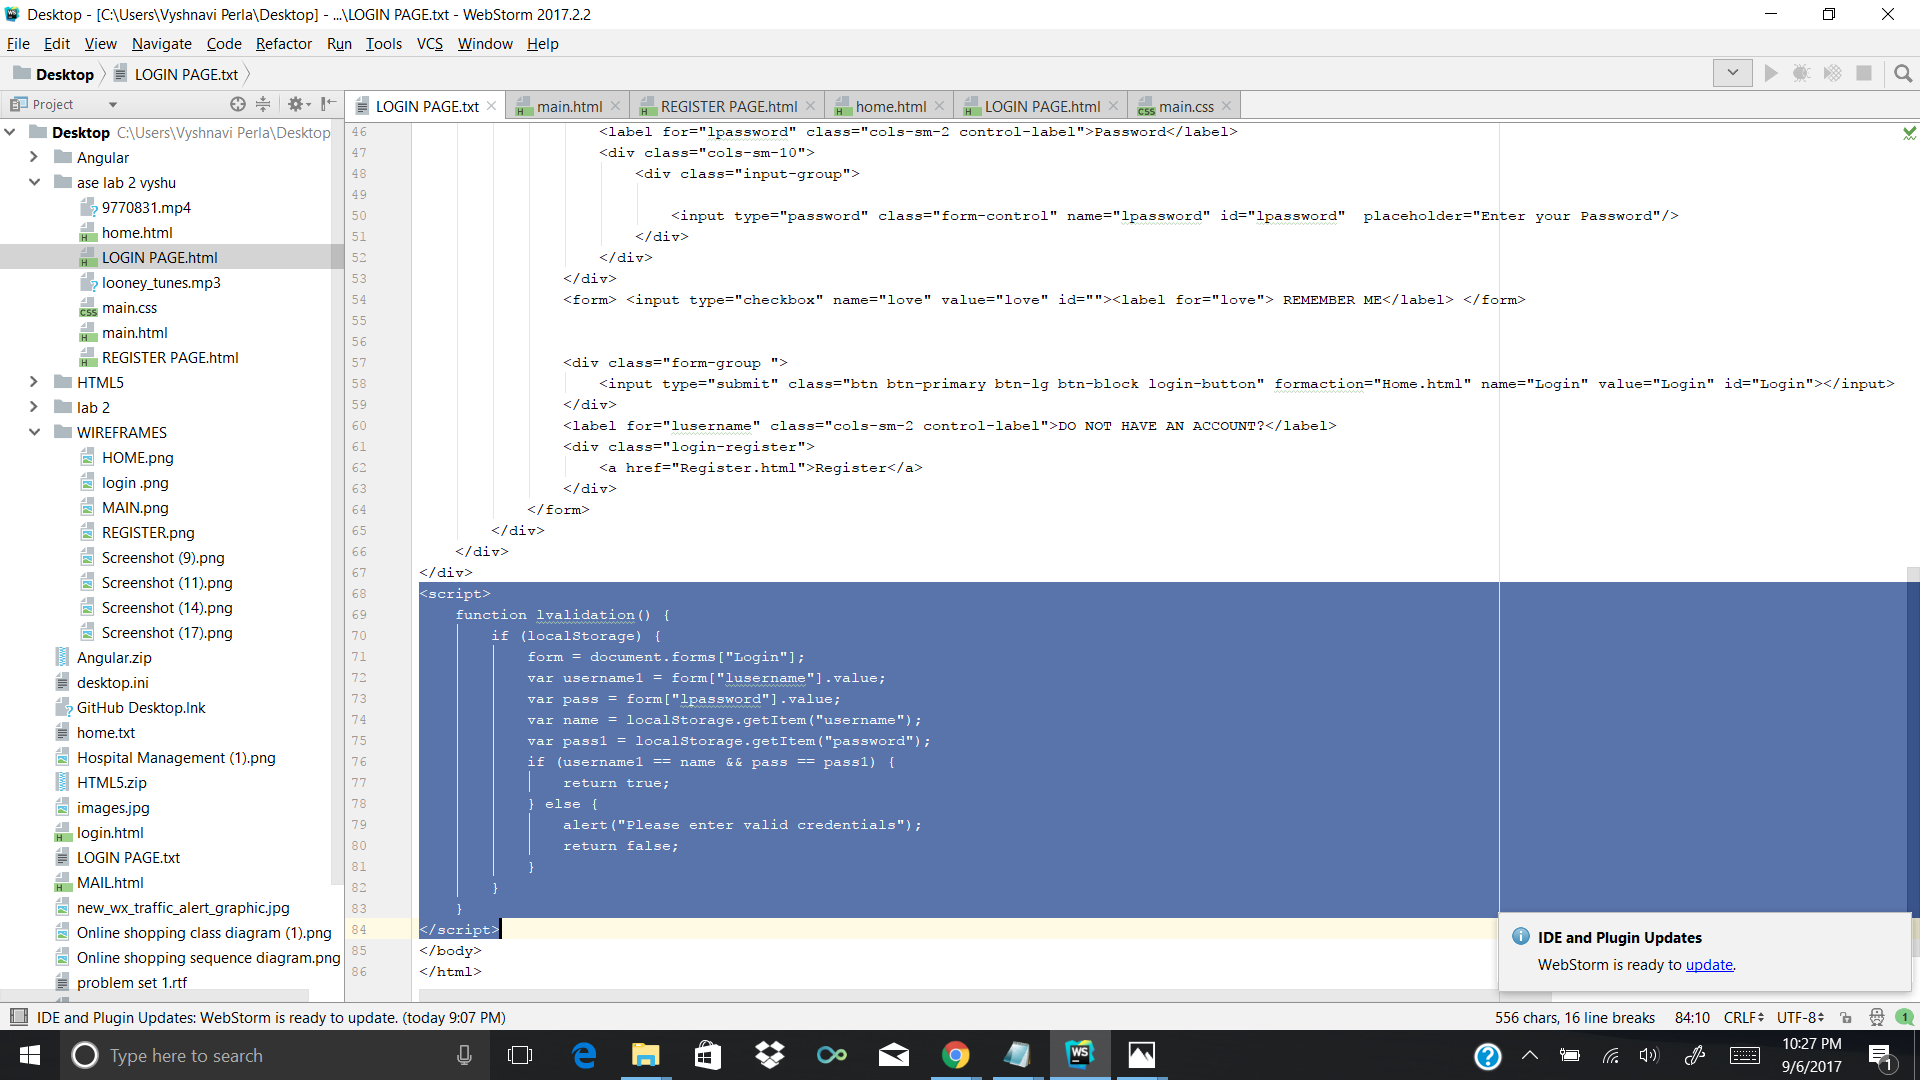 Desktop - [C:\Users\Vyshnavi Perla\Desktop] - ...\LOGIN PAGE.txt - WebStorm 2017.2.2
File Edit View Navigate Code Refactor Run Tools VCS Window Help
Desktop LOGIN PAGE.txt
Project
LOGIN PAGE.txt main.html REGISTER PAGE.html home.html LOGIN PAGE.html main.css
Desktop C:\Users\Vyshnavi Perla\Desktop
Angular
ase lab 2 vyshu
9770831.mp4
home.html
LOGIN PAGE.html
looney_tunes.mp3
main.css
main.html
REGISTER PAGE.html
HTML5
lab 2
WIREFRAMES
HOME.png
login .png
MAIN.png
REGISTER.png
Screenshot (9).png
Screenshot (11).png
Screenshot (14).png
Screenshot (17).png
Angular.zip
desktop.ini
GitHub Desktop.lnk
home.txt
Hospital Management (1).png
HTML5.zip
images.jpg
login.html
LOGIN PAGE.txt
MAIL.html
new_wx_traffic_alert_graphic.jpg
Online shopping class diagram (1).png
Online shopping sequence diagram.png
problem set 1.rtf
46 <label for="lpassword" class="cols-sm-2 control-label">Password</label>
47 <div class="cols-sm-10">
48 <div class="input-group">
49
50 <input type="password" class="form-control" name="lpassword" id="lpassword"  placeholder="Enter your Password"/>
51 </div>
52 </div>
53 </div>
54 <form> <input type="checkbox" name="love" value="love" id=""><label for="love"> REMEMBER ME</label> </form>
55
56
57 <div class="form-group ">
58 <input type="submit" class="btn btn-primary btn-lg btn-block login-button" formaction="Home.html" name="Login" value="Login" id="Login"></input>
59 </div>
60 <label for="lusername" class="cols-sm-2 control-label">DO NOT HAVE AN ACCOUNT?</label>
61 <div class="login-register">
62 <a href="Register.html">Register</a>
63 </div>
64 </form>
65 </div>
66 </div>
67 </div>
68 <script>
69 function lvalidation() {
70 if (localStorage) {
71 form = document.forms["Login"];
72 var username1 = form["lusername"].value;
73 var pass = form["lpassword"].value;
74 var name = localStorage.getItem("username");
75 var pass1 = localStorage.getItem("password");
76 if (username1 == name && pass == pass1) {
77 return true;
78 } else {
79 alert("Please enter valid credentials");
80 return false;
81 }
82 }
83 }
84 </script>
85 </body>
86 </html>
IDE and Plugin Updates
WebStorm is ready to update.
IDE and Plugin Updates: WebStorm is ready to update. (today 9:07 PM)
556 chars, 16 line breaks 84:10 CRLF UTF-8 1
Type here to search
10:27 PM
9/6/2017
1